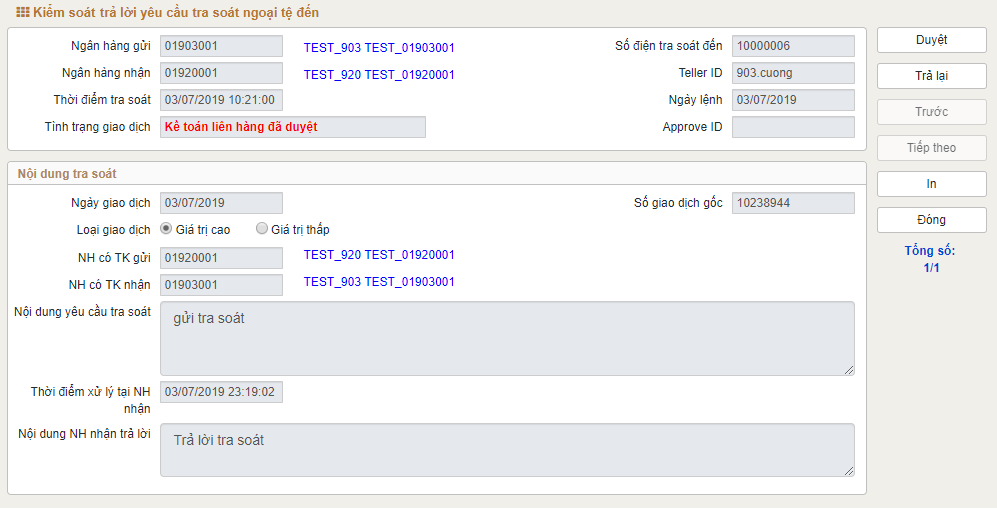 Kiểm soát trả lời yêu cầu tra soát ngoại tệ đến
Ngân hàng gửi 01903001 TEST_903 TEST_01903001 Số điện tra soát đến 10000006
Ngân hàng nhận 01920001 TEST_920 TEST_01920001 Teller ID 903.cuong
Thời điểm tra soát 03/07/2019 10:21:00 Ngày lệnh 03/07/2019
Tình trạng giao dịch Kề toán liên hàng đã duyệt Approve ID
Nội dung tra soát
Ngày giao dịch 03/07/2019 Số giao dịch gốc 10238944
Loại giao dịch Giá trị cao Giá trị thấp
NH có TK gửi 01920001 TEST_920 TEST_01920001
NH có TK nhận 01903001 TEST_903 TEST_01903001
Nội dung yêu cầu tra soát gửi tra soát
Thời điểm xử lý tại NH nhận 03/07/2019 23:19:02
Nội dung NH nhận trả lời Trả lời tra soát
Duyệt
Trả lại
Trước
Tiếp theo
In
Đóng
Tổng số:
1/1